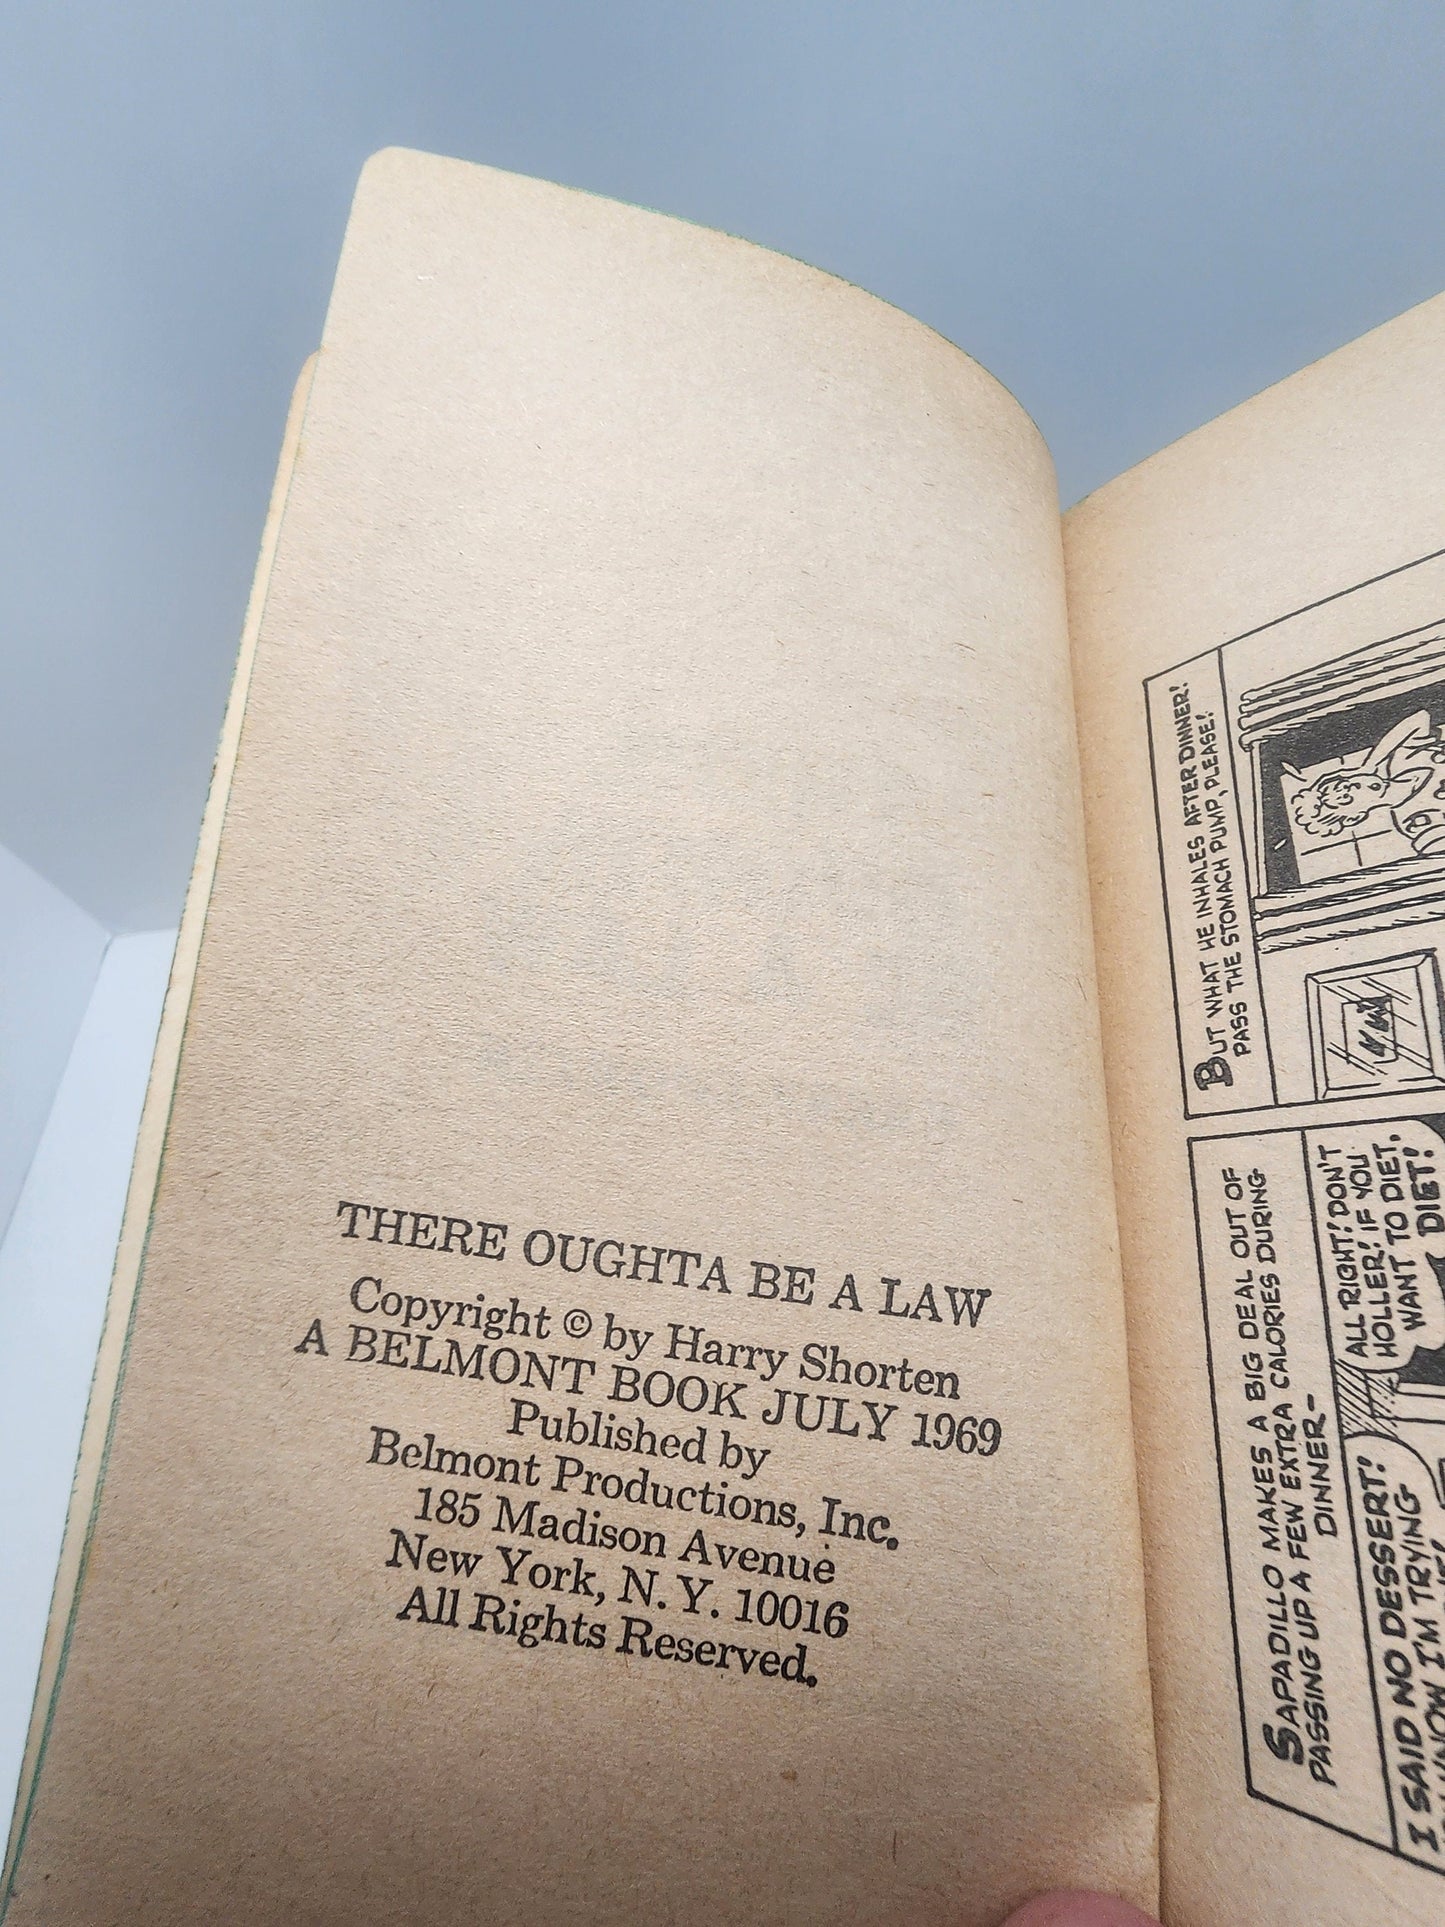 THERE OUGHTA BE A LAW
Copyright © by Harry Shorten
A BELMONT BOOK JULY 1969
Published by
Belmont Productions, Inc.
185 Madison Avenue
New York, N. Y. 10016
All Rights Reserved.
SAPADILLO MAKES A BIG DEAL OUT OF
PASSING UP A FEW EXTRA CALORIES DURING
DINNER-
I SAID NO DESSERT!
I'M TRYING
ALL RIGHT! DON'T
HOLLER! IF YOU
WANT TO DIET,
DIET!
BUT WHAT HE INHALES AFTER DINNER!
PASS THE STOMACH PUMP, PLEASE!